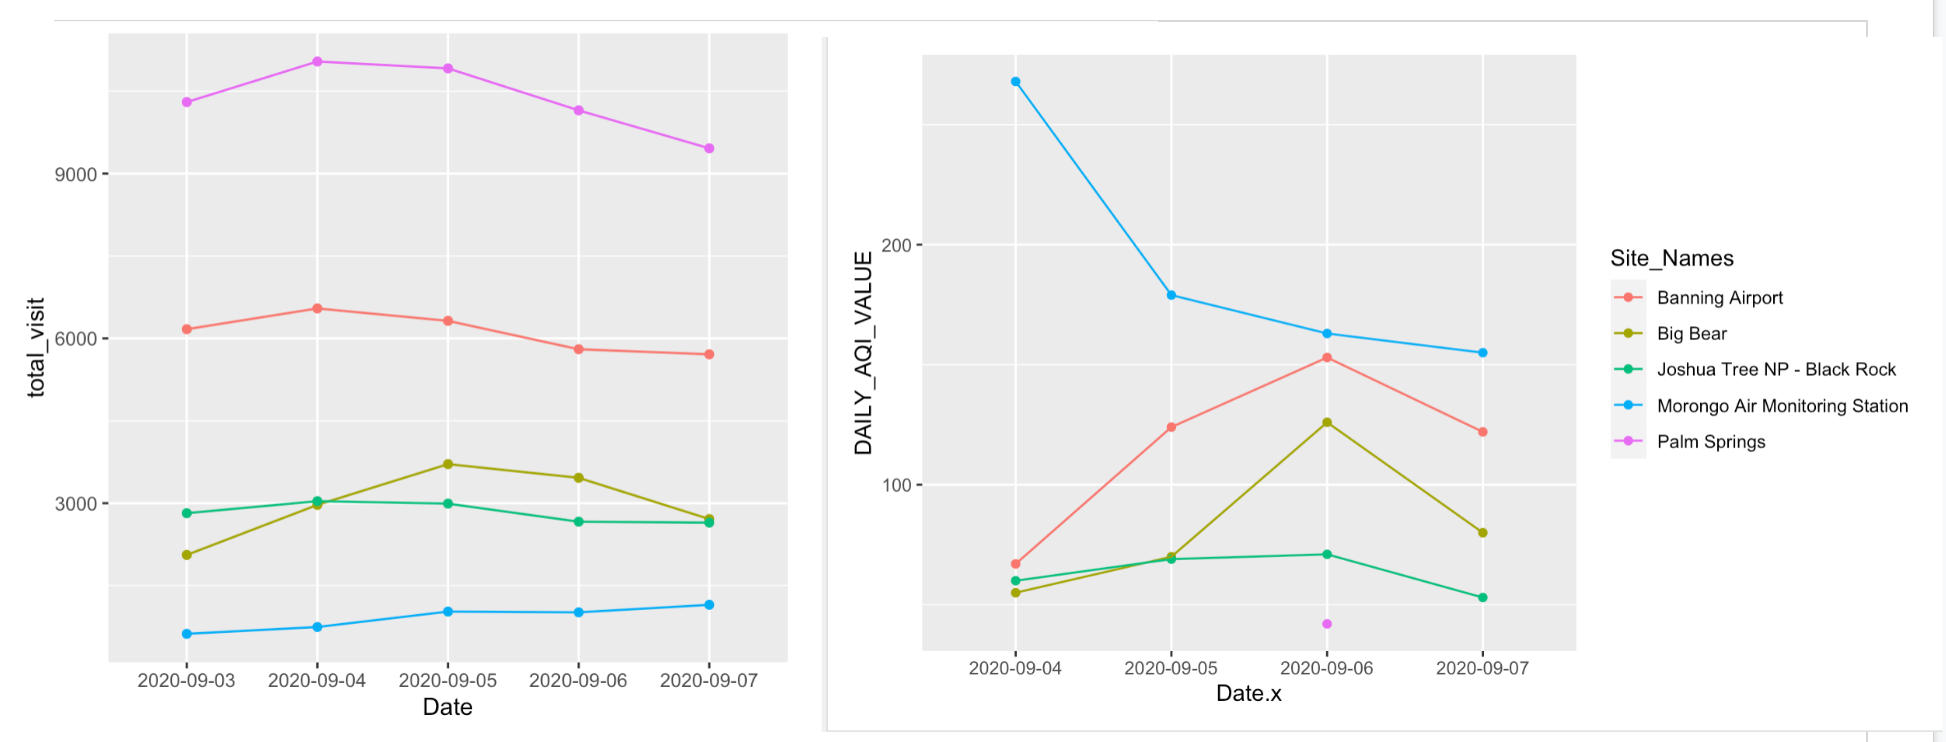 total_visit
9000
6000
3000
2020-09-03 2020-09-04 2020-09-05 2020-09-06 2020-09-07
Date
DAILY_AQI_VALUE
200
100
2020-09-04 2020-09-05 2020-09-06 2020-09-07
Date.x
Site_Names
Banning Airport
Big Bear
Joshua Tree NP - Black Rock
Morongo Air Monitoring Station
Palm Springs